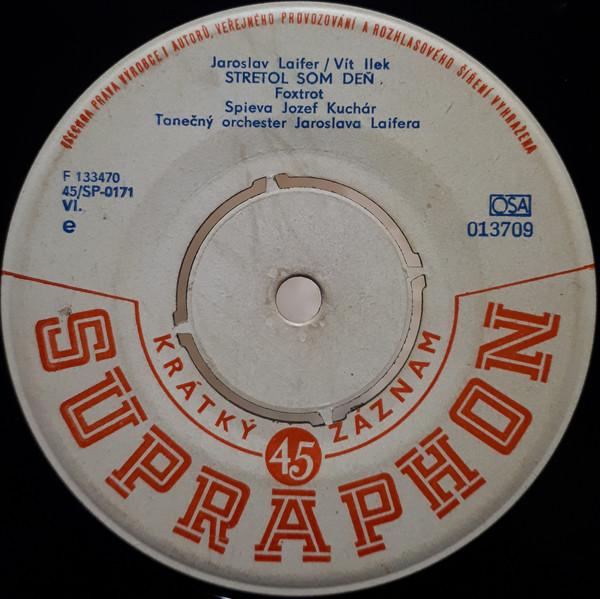 VŠECHNA PRÁVA VÝROBCE I AUTORŮ, VEŘEJNÉHO PROVOZOVÁNÍ A ROZHLASOVÉHO ŠÍŘENÍ VYHRAŽENA
Jaroslav Laifer / Vít Ilek
STRETOL SOM DEŇ
Foxtrot
Spieva Jozef Kuchár
Tanečný orchester Jaroslava Laifera
F 133470
45/SP-0171
VI.
e
OSA
013709
KRÁTKÝ ZÁZNAM
45
SUPRAPHON